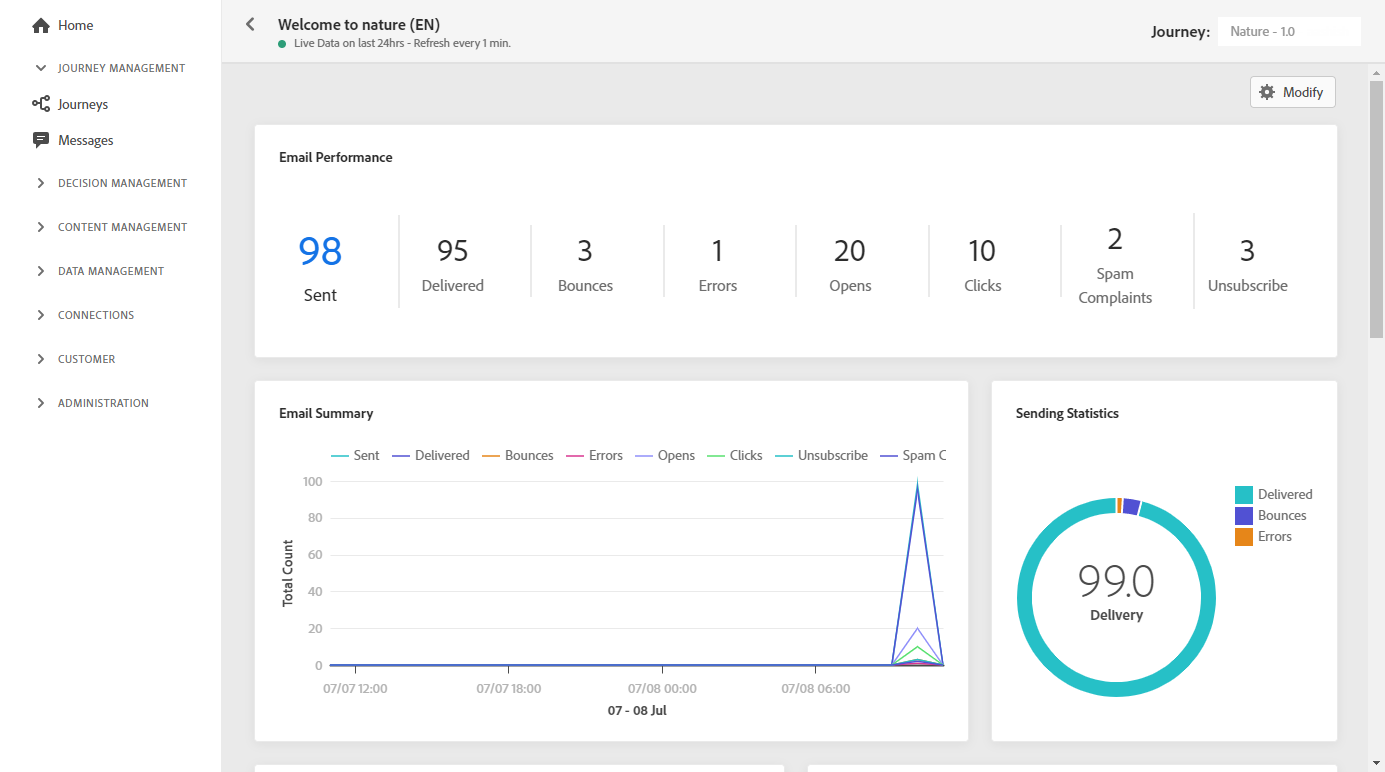 Home
JOURNEY MANAGEMENT
Journeys
Messages
DECISION MANAGEMENT
CONTENT MANAGEMENT
DATA MANAGEMENT
CONNECTIONS
CUSTOMER
ADMINISTRATION
Welcome to nature (EN)
Live Data on last 24hrs - Refresh every 1 min.
Journey: Nature - 1.0
Modify
Email Performance
98 95 3 1 20 10 2 3
Sent Delivered Bounces Errors Opens Clicks Spam Unsubscribe
Complaints
Email Summary
Sent Delivered Bounces Errors Opens Clicks Unsubscribe Spam C
100
80
60
40
20
0
Total Count
07/07 12:00 07/07 18:00 07/08 00:00 07/08 06:00
07 - 08 Jul
Sending Statistics
Delivered
Bounces
Errors
99.0
Delivery